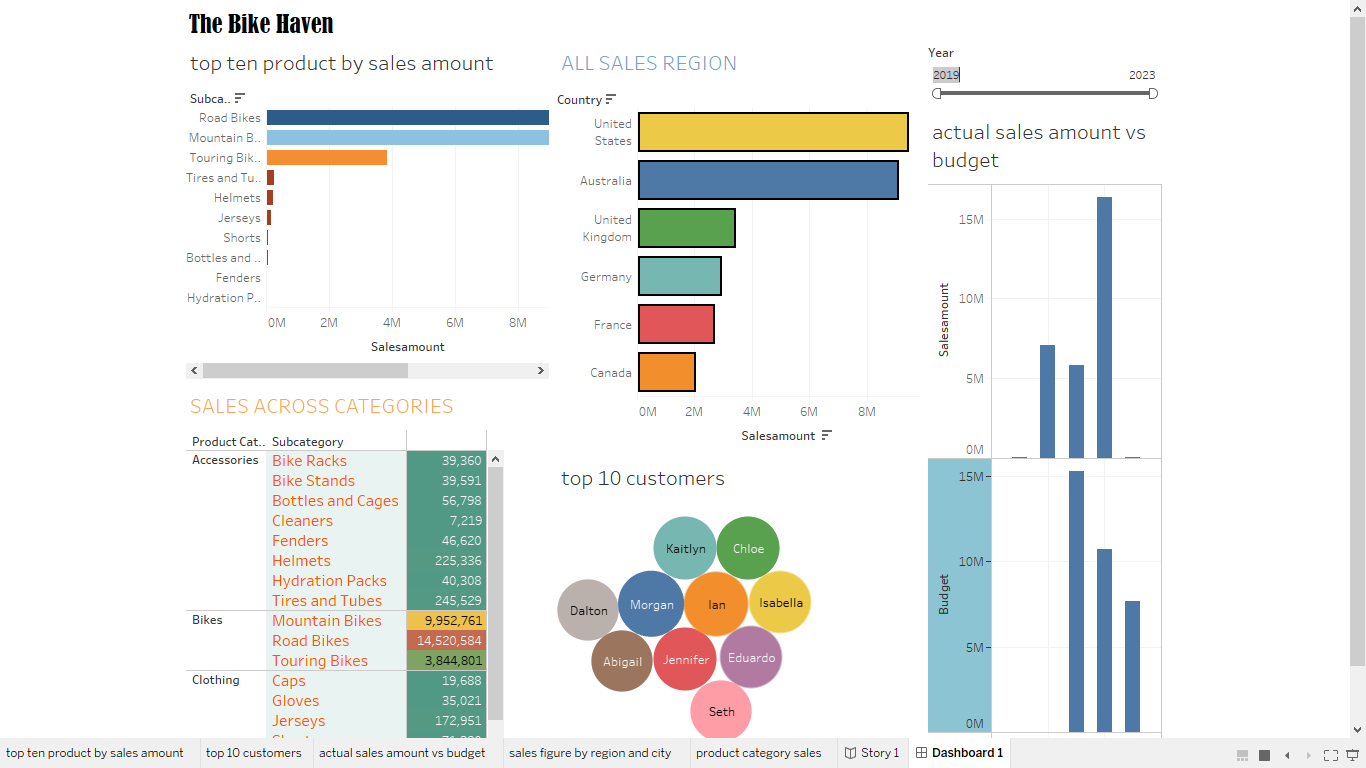 The Bike Haven
top ten product by sales amount
Subca..
Road Bikes
Mountain B..
Touring Bik..
Tires and Tu..
Helmets
Jerseys
Shorts
Bottles and ..
Fenders
Hydration P..
0M 2M 4M 6M 8M
Salesamount
ALL SALES REGION
Country
United
States
Australia
United
Kingdom
Germany
France
Canada
0M 2M 4M 6M 8M
Salesamount
Year
2019 2023
actual sales amount vs
budget
15M
10M
5M
0M
Salesamount
15M
10M
5M
0M
Budget
SALES ACROSS CATEGORIES
Product Cat.. Subcategory
Accessories Bike Racks 39,360
Bike Stands 39,591
Bottles and Cages 56,798
Cleaners 7,219
Fenders 46,620
Helmets 225,336
Hydration Packs 40,308
Tires and Tubes 245,529
Bikes Mountain Bikes 9,952,761
Road Bikes 14,520,584
Touring Bikes 3,844,801
Clothing Caps 19,688
Gloves 35,021
Jerseys 172,951
top 10 customers
Kaitlyn Chloe
Dalton Morgan Ian Isabella
Abigail Jennifer Eduardo
Seth
top ten product by sales amount top 10 customers actual sales amount vs budget sales figure by region and city product category sales Story 1 Dashboard 1